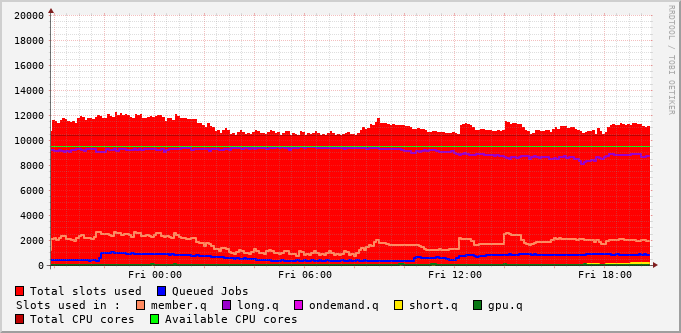 20000
18000
16000
14000
12000
10000
8000
6000
4000
2000
0
Fri 00:00 Fri 06:00 Fri 12:00 Fri 18:00
RRDTOOL / TOBI OETIKER
Total slots used Queued Jobs
Slots used in : member.q long.q ondemand.q short.q gpu.q
Total CPU cores Available CPU cores